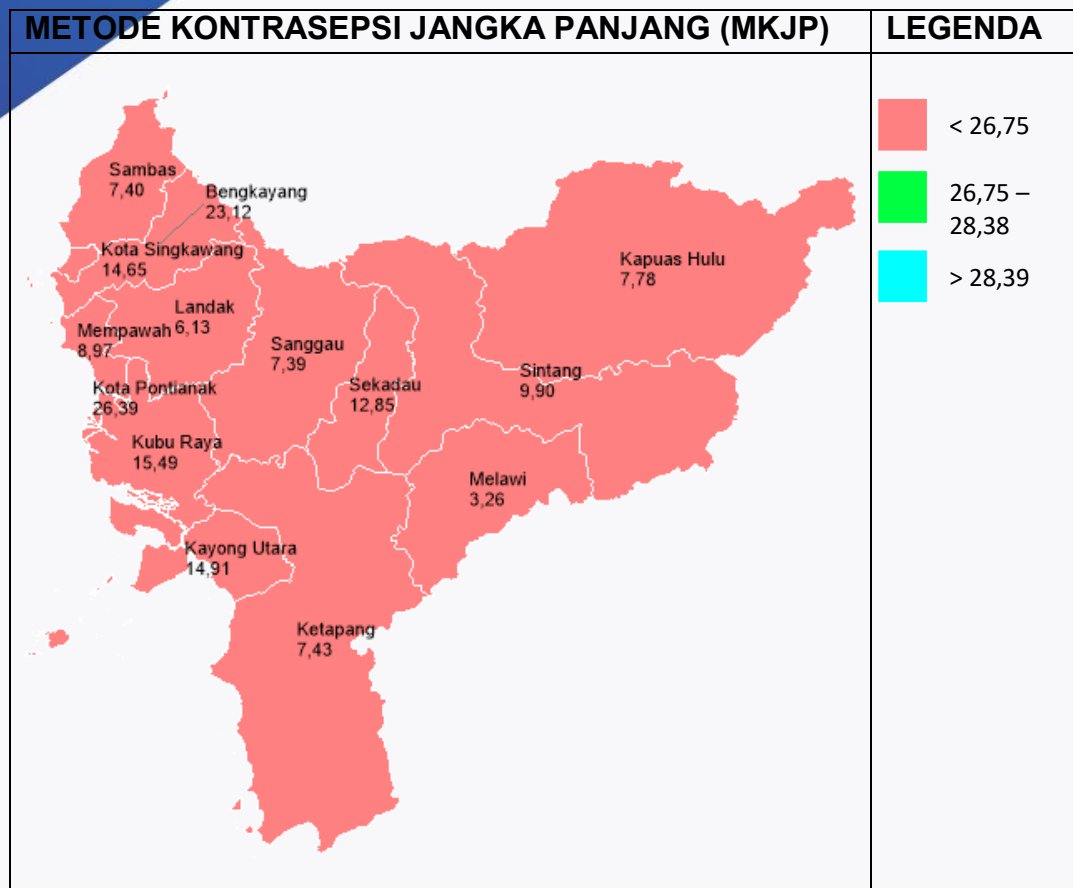 METODE KONTRASEPSI JANGKA PANJANG (MKJP)
LEGENDA
< 26,75
26,75 –
28,38
> 28,39
Sambas
7,40
Bengkayang
23,12
Kota Singkawang
14,65
Kapuas Hulu
7,78
Landak
6,13
Mempawah
8,97
Sanggau
7,39
Sintang
9,90
Sekadau
12,85
Kota Pontianak
26,39
Kubu Raya
15,49
Melawi
3,26
Kayong Utara
14,91
Ketapang
7,43